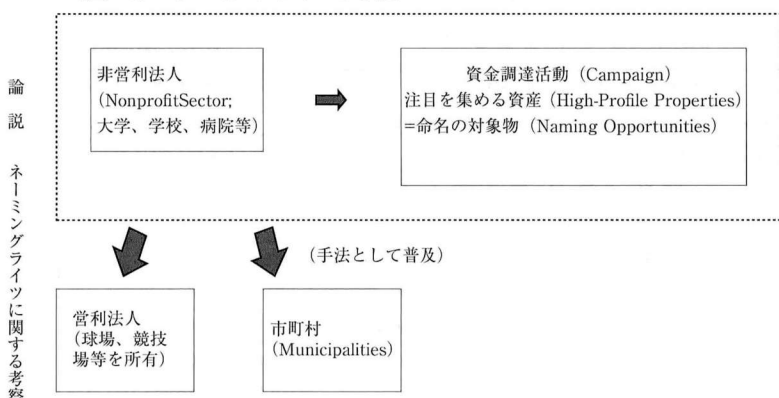 論説 ネーミングライツに関する考察
非営利法人
(NonprofitSector;
大学、学校、病院等)
資金調達活動（Campaign）
注目を集める資産（High-Profile Properties）
=命名の対象物（Naming Opportunities）
（手法として普及）
営利法人
(球場、競技
場等を所有)
市町村
(Municipalities)